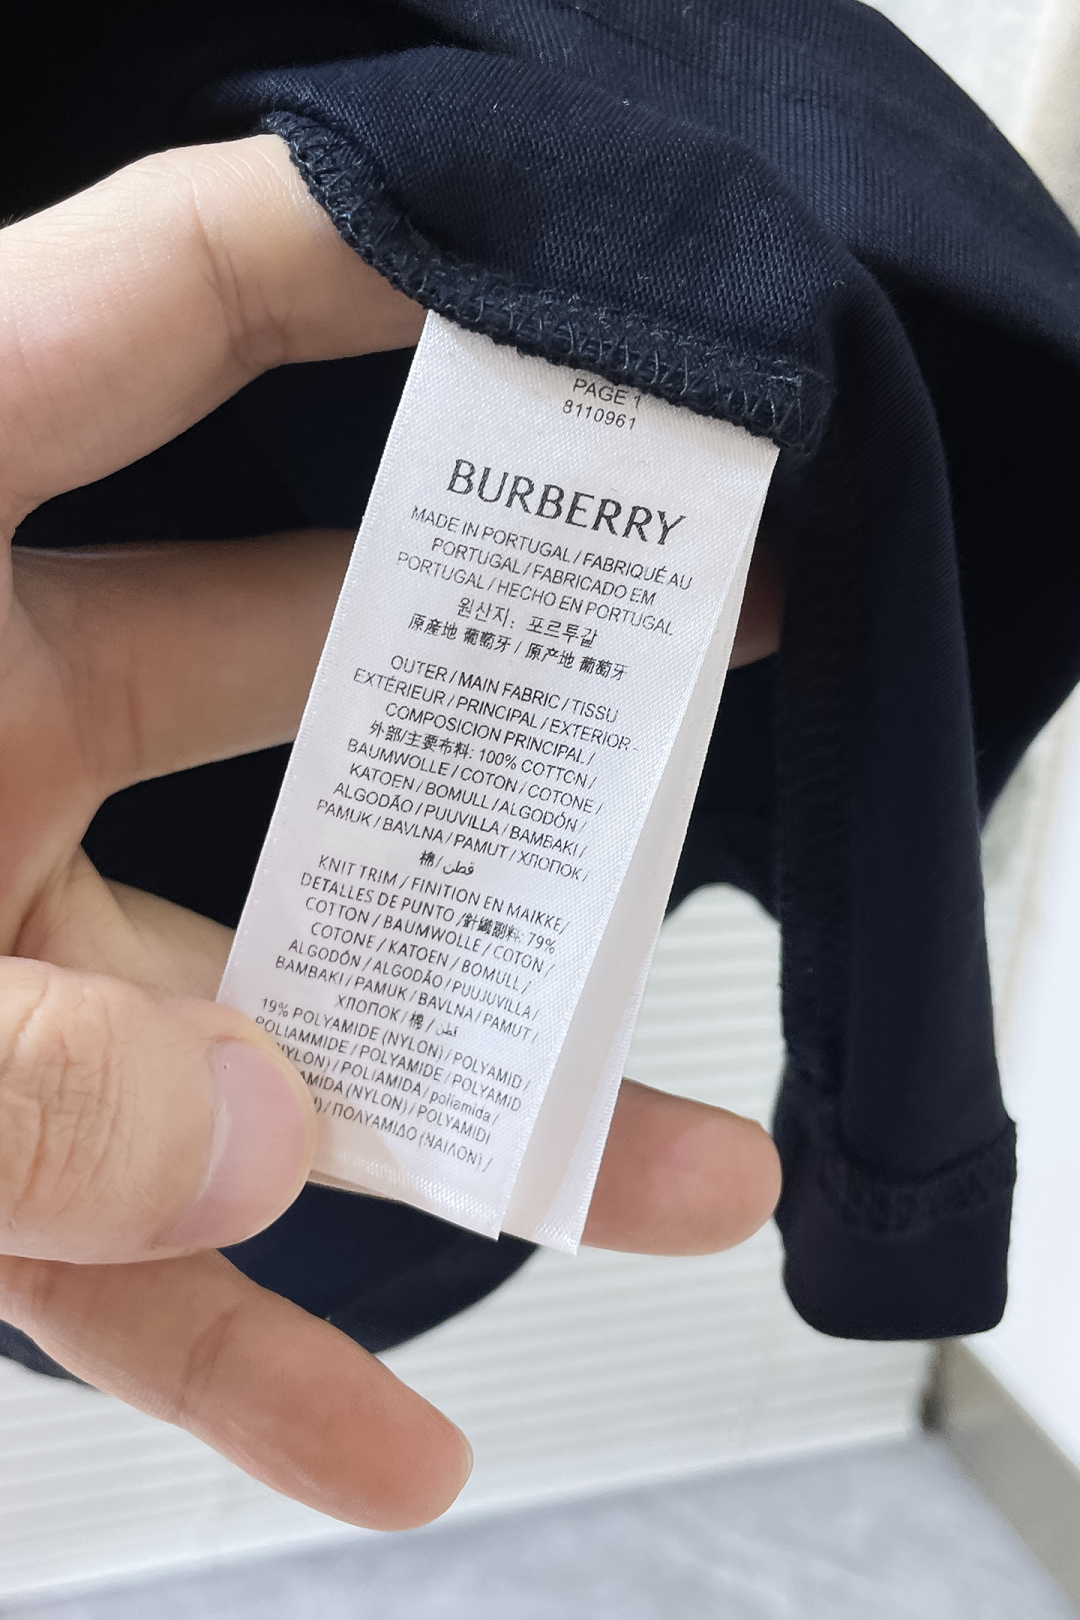 PAGE 1
8110961
BURBERRY
MADE IN PORTUGAL / FABRIQUÉ AU
PORTUGAL / FABRICADO EM
PORTUGAL / HECHO EN PORTUGAL
원산지: 포르투갈
原產地 葡萄牙 / 原产地 葡萄牙
OUTER / MAIN FABRIC / TISSU
EXTÉRIEUR / PRINCIPAL / EXTERIOR-
COMPOSICION PRINCIPAL /
外部/主要布料: 100% COTTON /
BAUMWOLLE / COTON / COTONE /
KATOEN / BOMULL / ALGODÓN /
ALGODÃO / PUUVILLA / BAMBAKI /
PAMUK / BAVLNA / PAMUT / ХЛОПОК /
棉 / قطن
KNIT TRIM / FINITION EN MAIKKE /
DETALLES DE PUNTO /針織副料: 79%
COTTON / BAUMWOLLE / COTON /
COTONE / KATOEN / BOMULL /
ALGODÓN / ALGODÃO / PUUJUVILLA /
BAMBAKI / PAMUK / BAVLNA / PAMUT /
ХЛОПОК / 棉 / قطن
19% POLYAMIDE (NYLON) / POLYAMID /
POLIAMMIDE / POLYAMIDE / POLYAMID
NYLON) / POLIAMIDA / poliamida /
AMIDA (NYLON) / POLYAMIDI
) / ΠΟΛΥΑΜΙΔΟ (ΝΑΙΛΟΝ) /